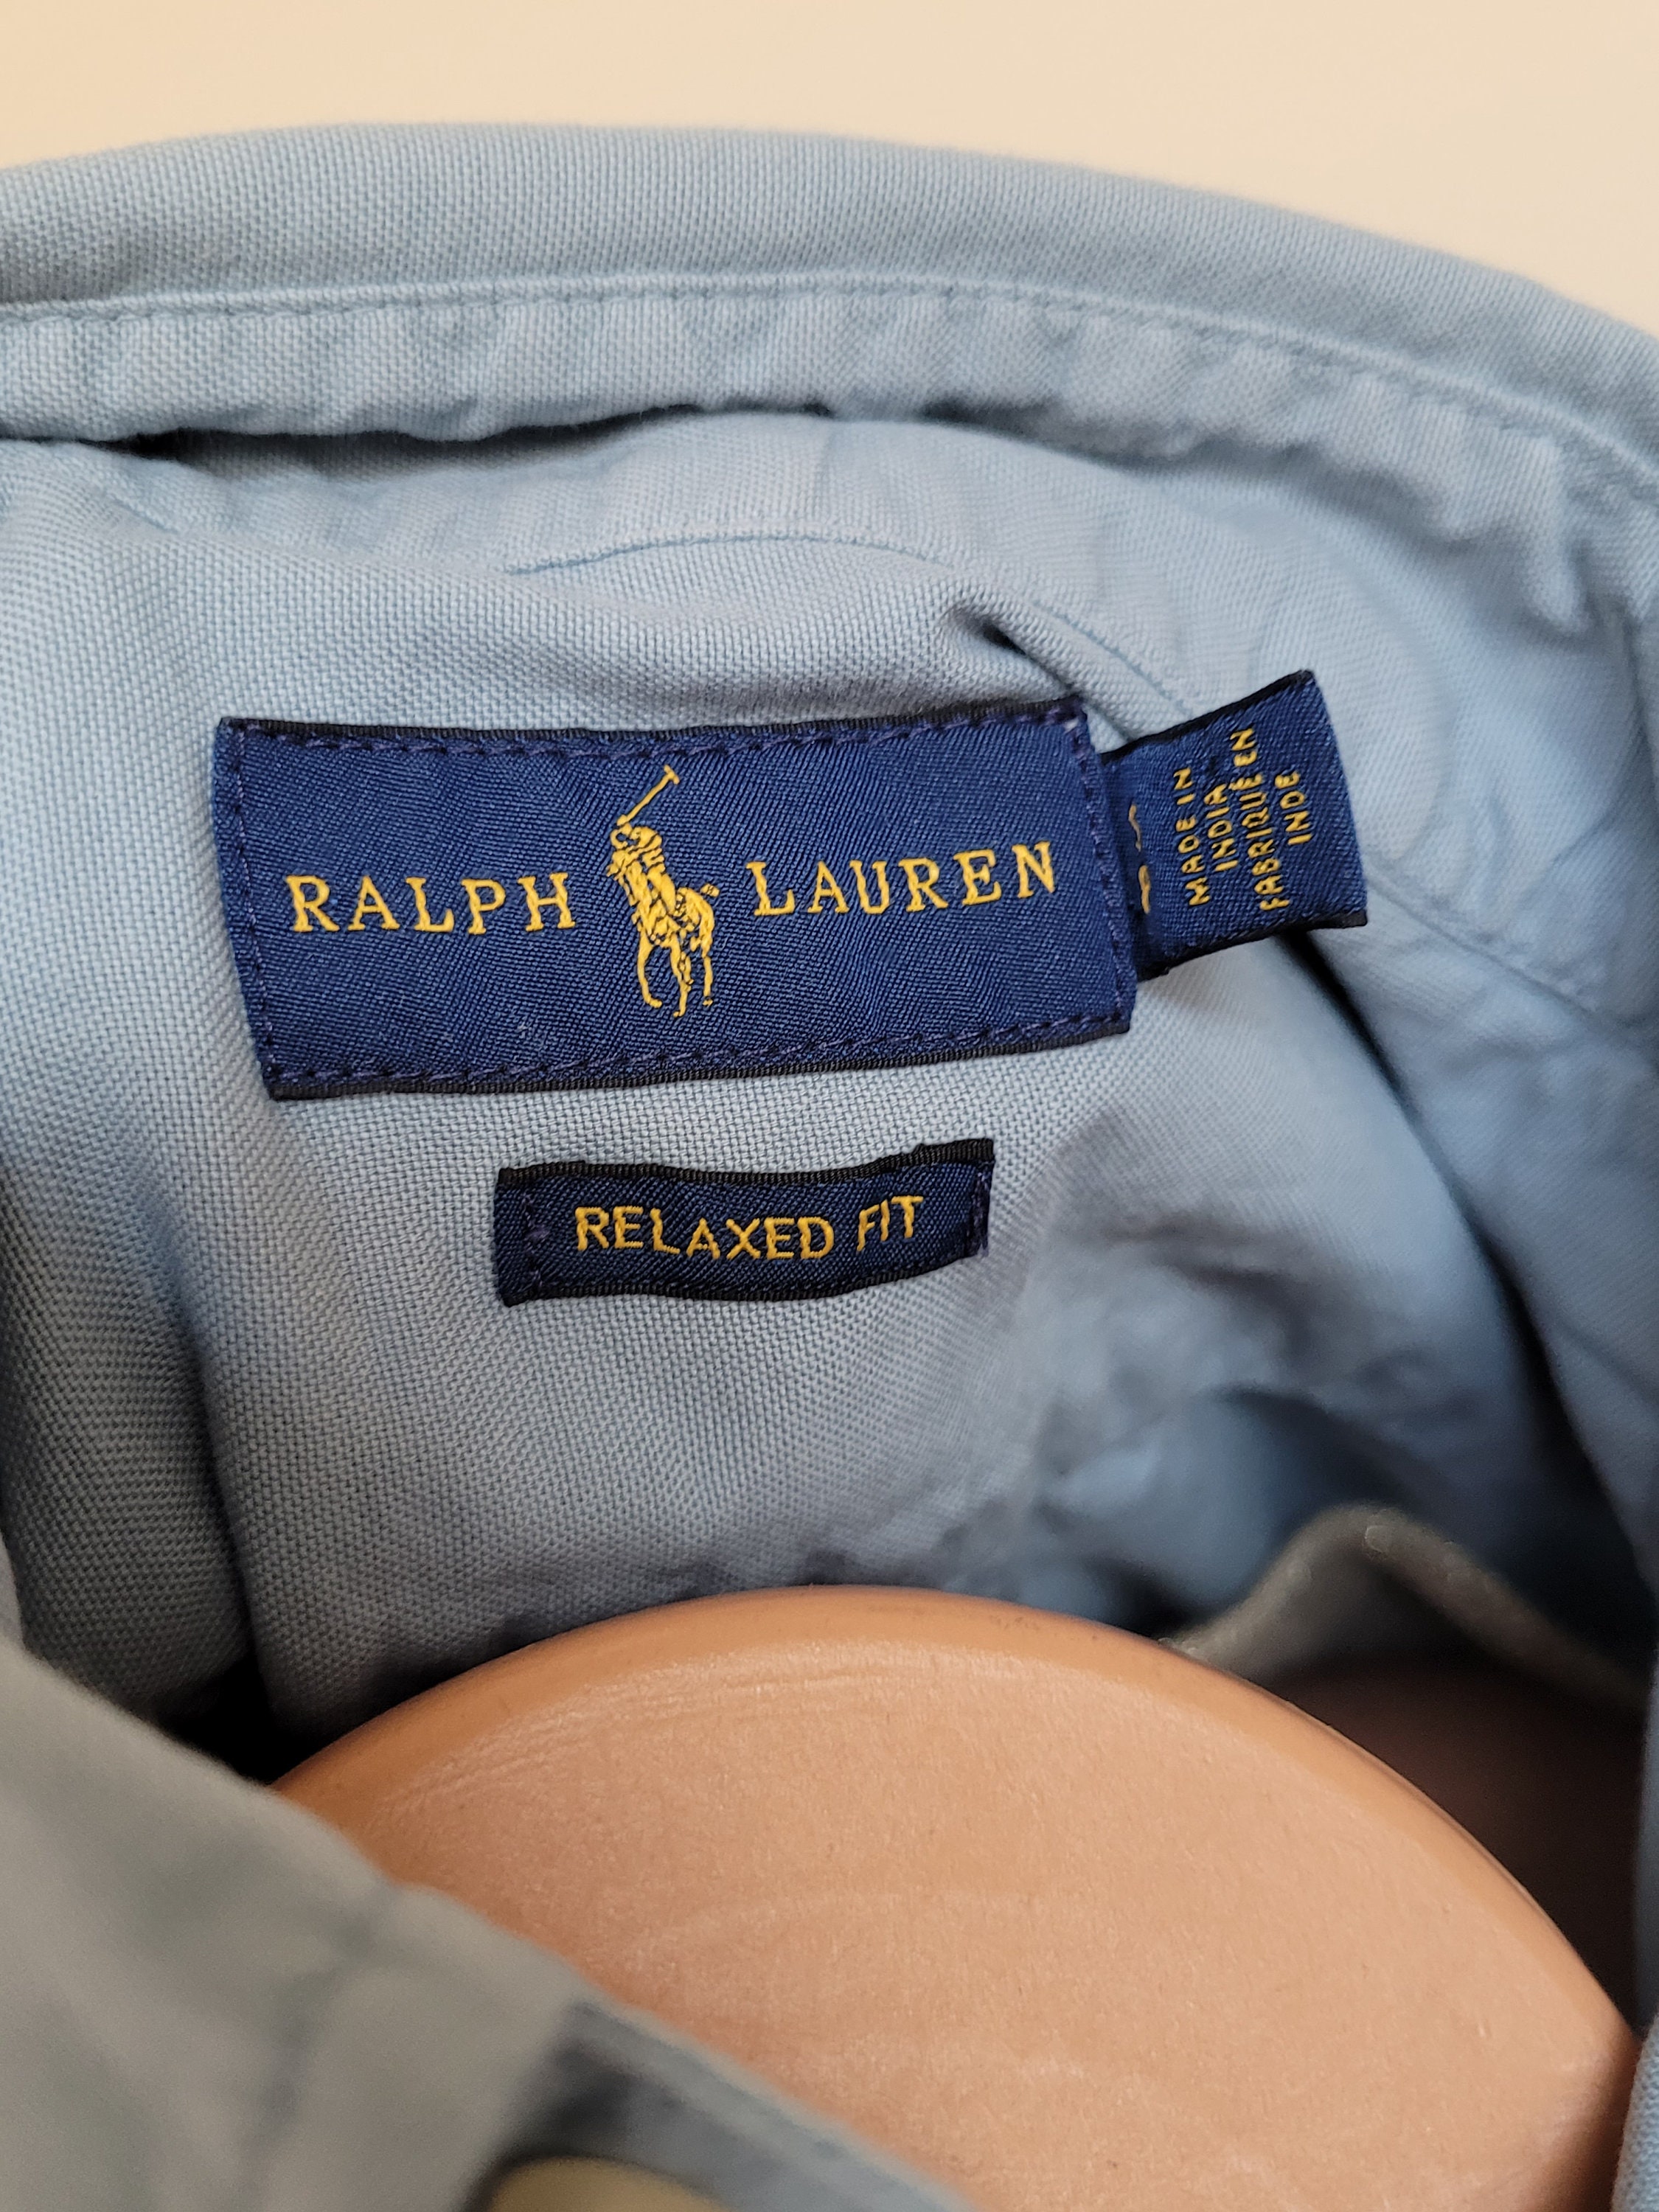 RALPH LAUREN
MADE IN
INDIA
FABRIQUÉ EN
INDE
RELAXED FIT